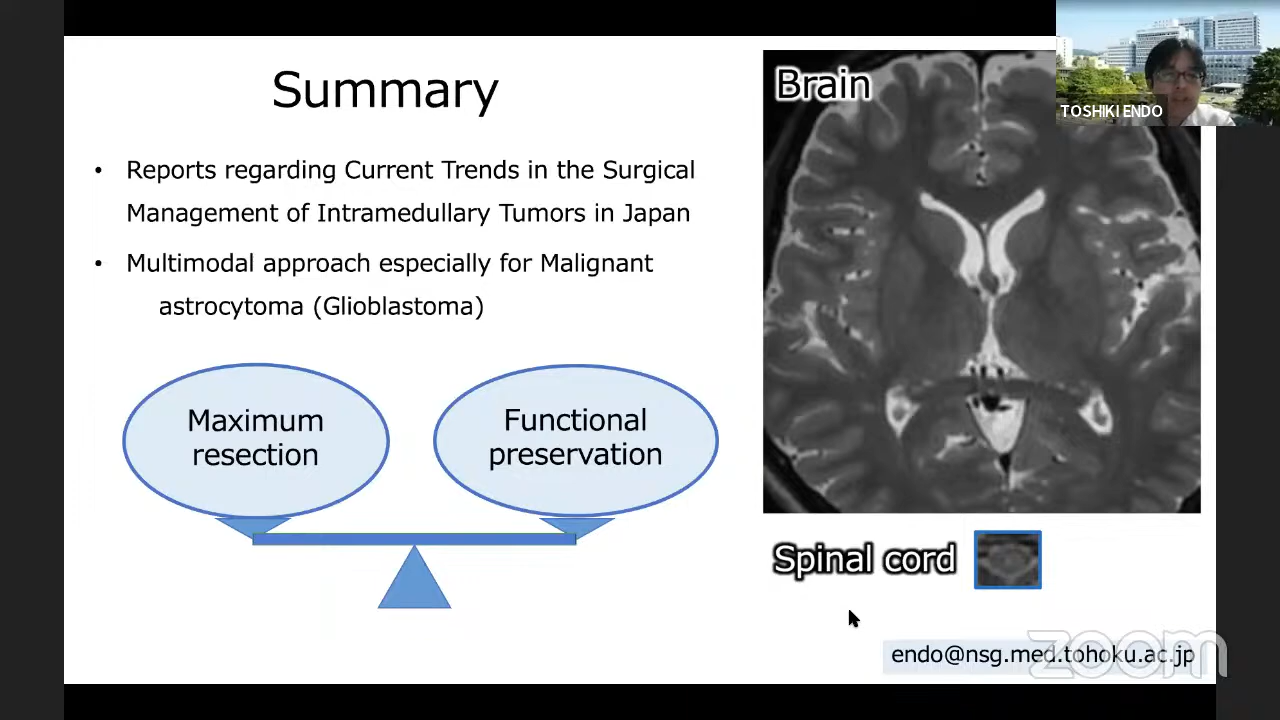 Summary
• Reports regarding Current Trends in the Surgical
Management of Intramedullary Tumors in Japan
• Multimodal approach especially for Malignant
astrocytoma (Glioblastoma)
Maximum
resection
Functional
preservation
Brain
TOSHIKI ENDO
Spinal cord
endo@nsg.med.tohoku.ac.jp
zoom